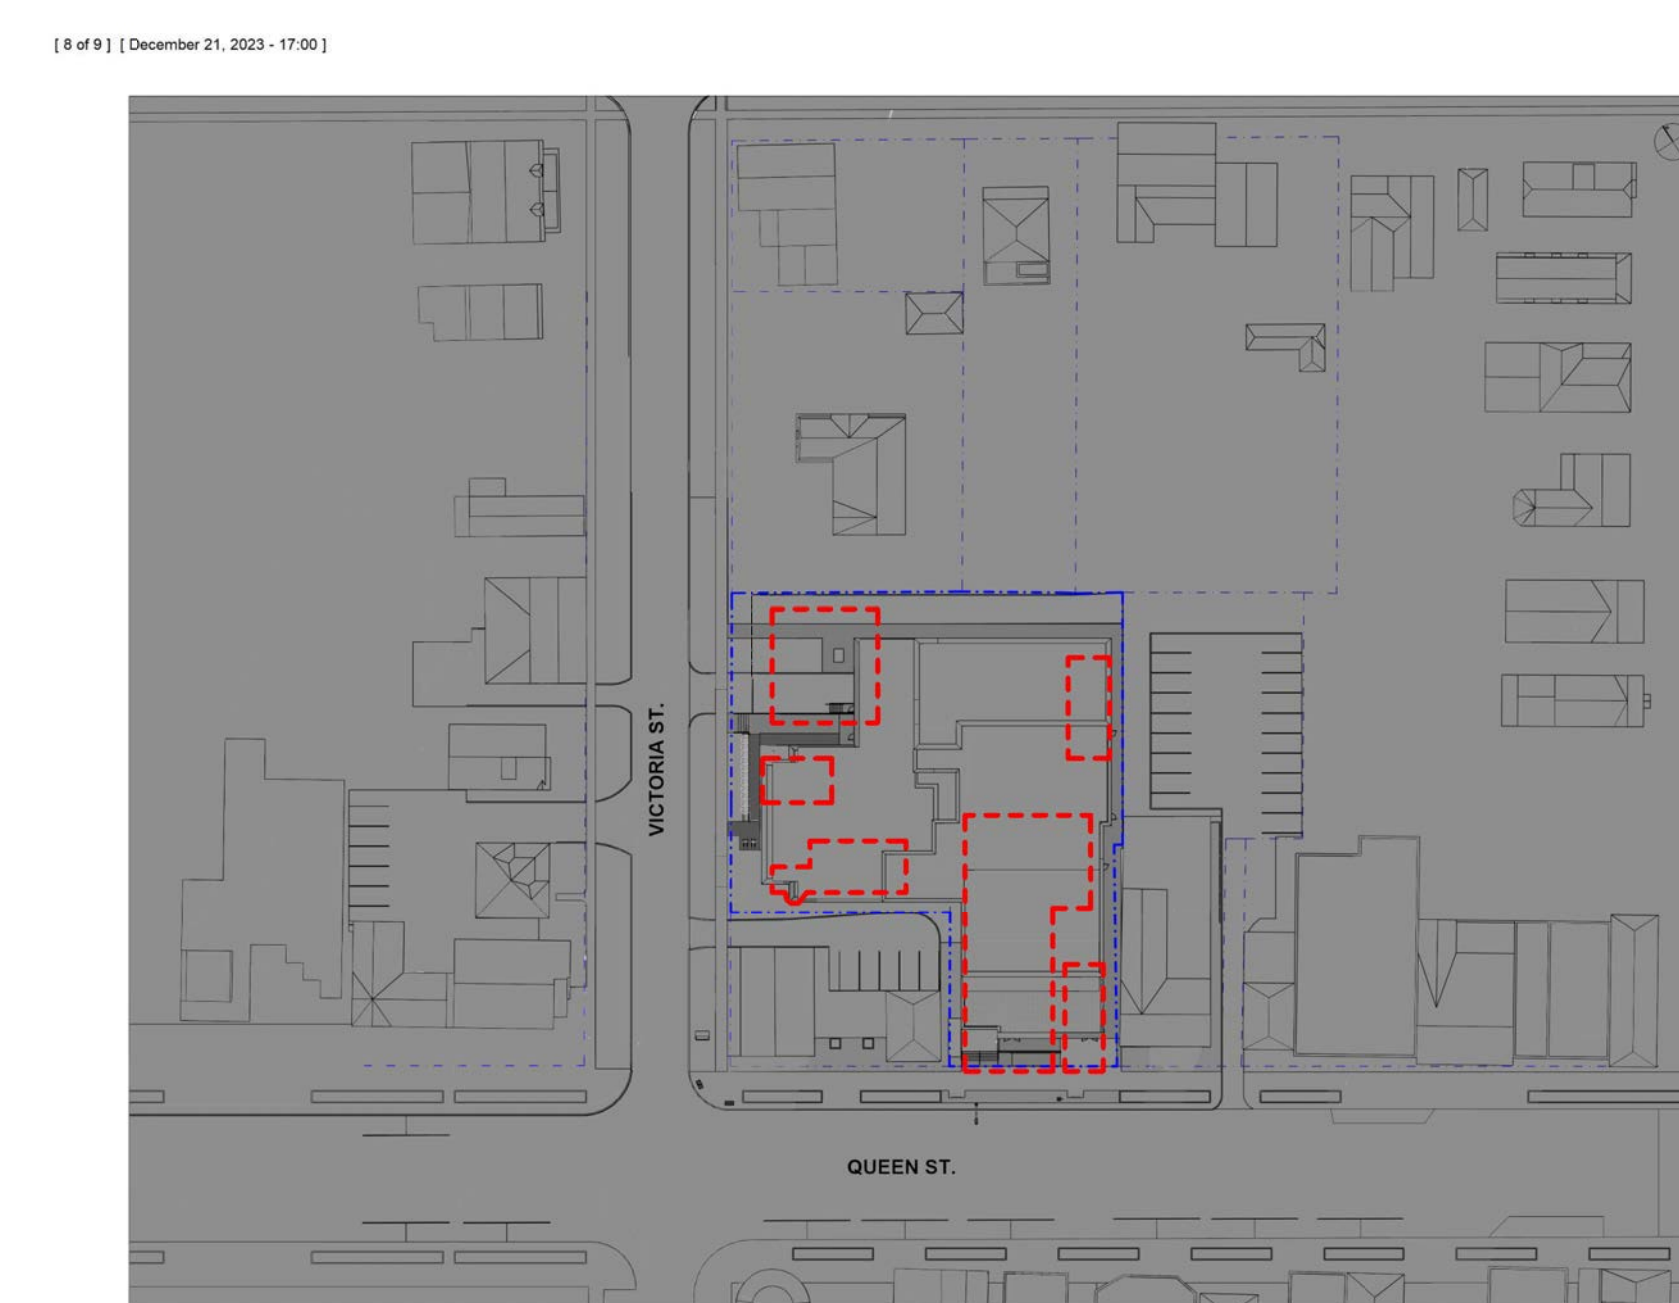 [ 8 of 9 ] [ December 21, 2023 - 17:00 ]
VICTORIA ST.
QUEEN ST.